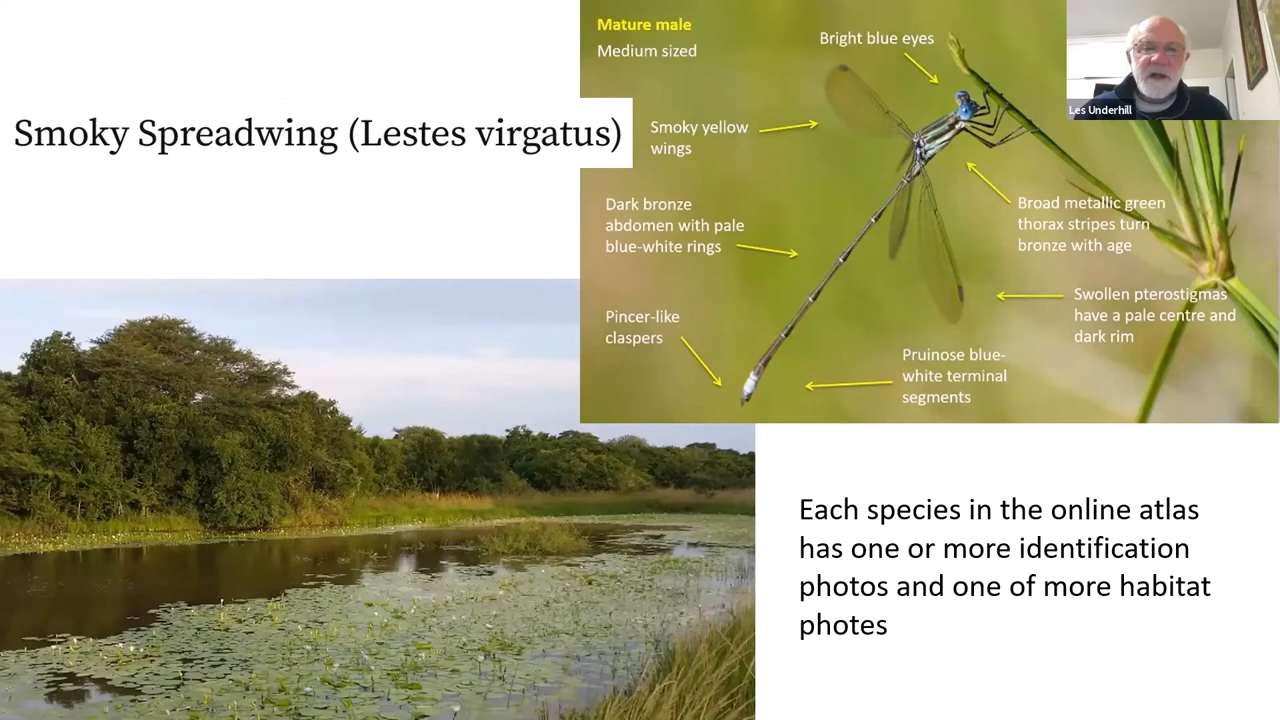 Smoky Spreadwing (Lestes virgatus)
Mature male
Medium sized
Bright blue eyes
Les Underhill
Smoky yellow
wings
Dark bronze
abdomen with pale
blue-white rings
Broad metallic green
thorax stripes turn
bronze with age
Swollen pterostigmas
have a pale centre and
dark rim
Pincer-like
claspers
Pruinose blue-
white terminal
segments
Each species in the online atlas
has one or more identification
photos and one of more habitat
photes